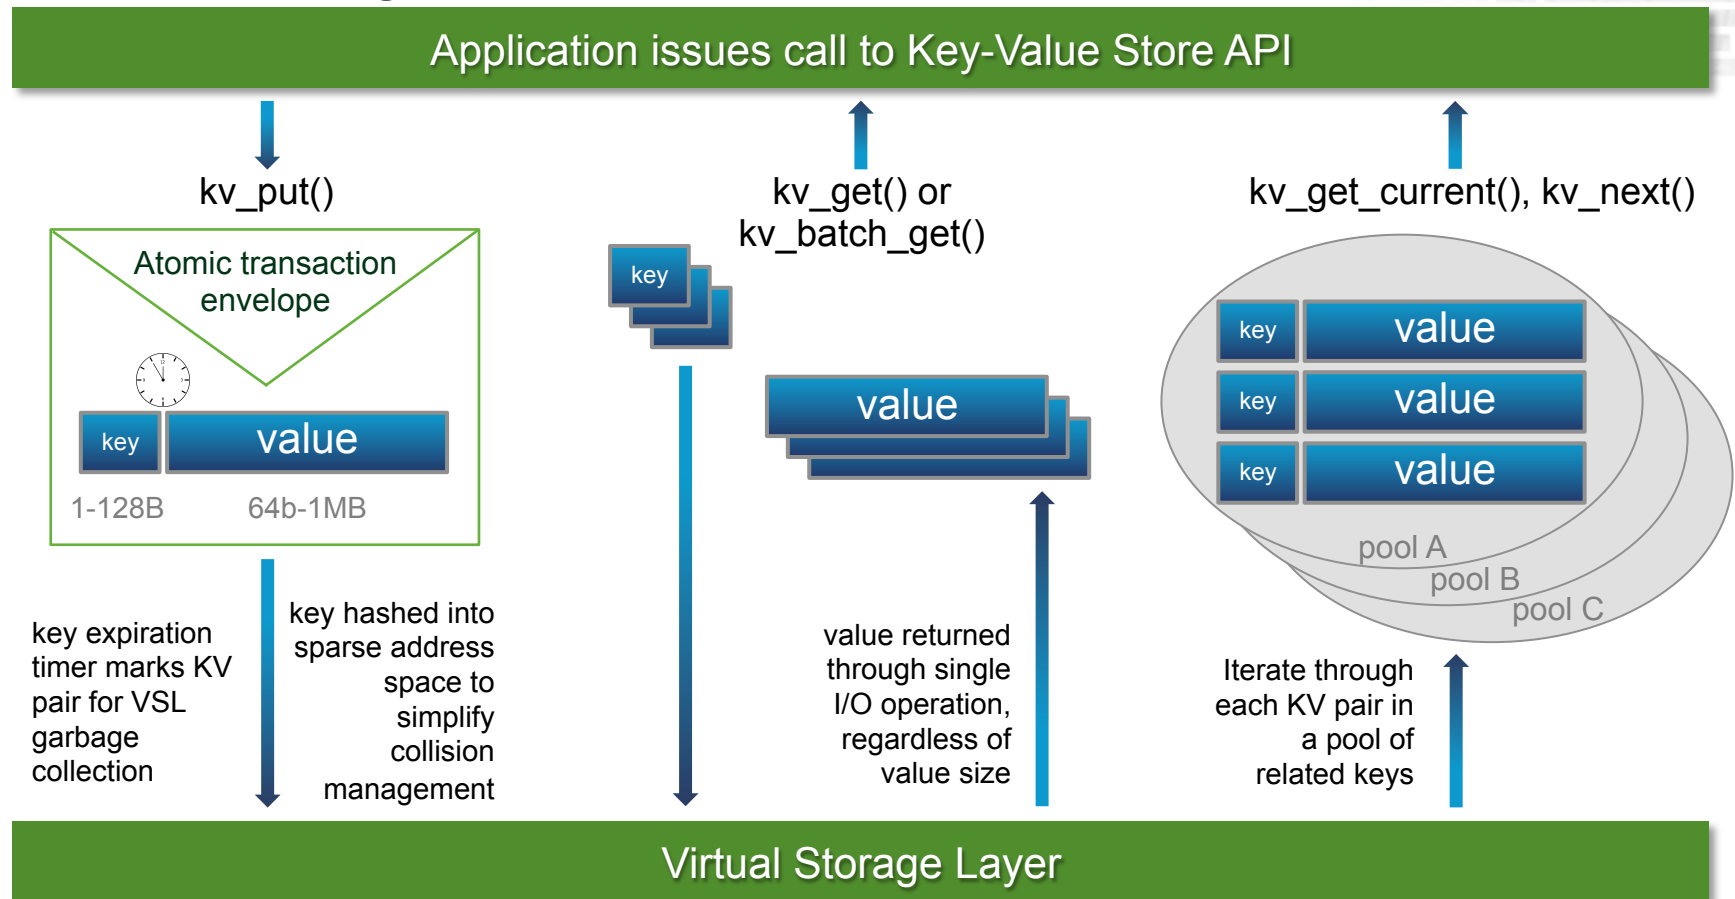 Application issues call to Key-Value Store API
kv_put()
Atomic transaction
envelope
key
value
1-128B
64b-1MB
key expiration
timer marks KV
pair for VSL
garbage
collection
key hashed into
sparse address
space to
simplify
collision
management
kv_get() or
kv_batch_get()
key
value
value returned
through single
I/O operation,
regardless of
value size
kv_get_current(), kv_next()
key
value
key
value
key
value
pool A
pool B
pool C
Iterate through
each KV pair in
a pool of
related keys
Virtual Storage Layer